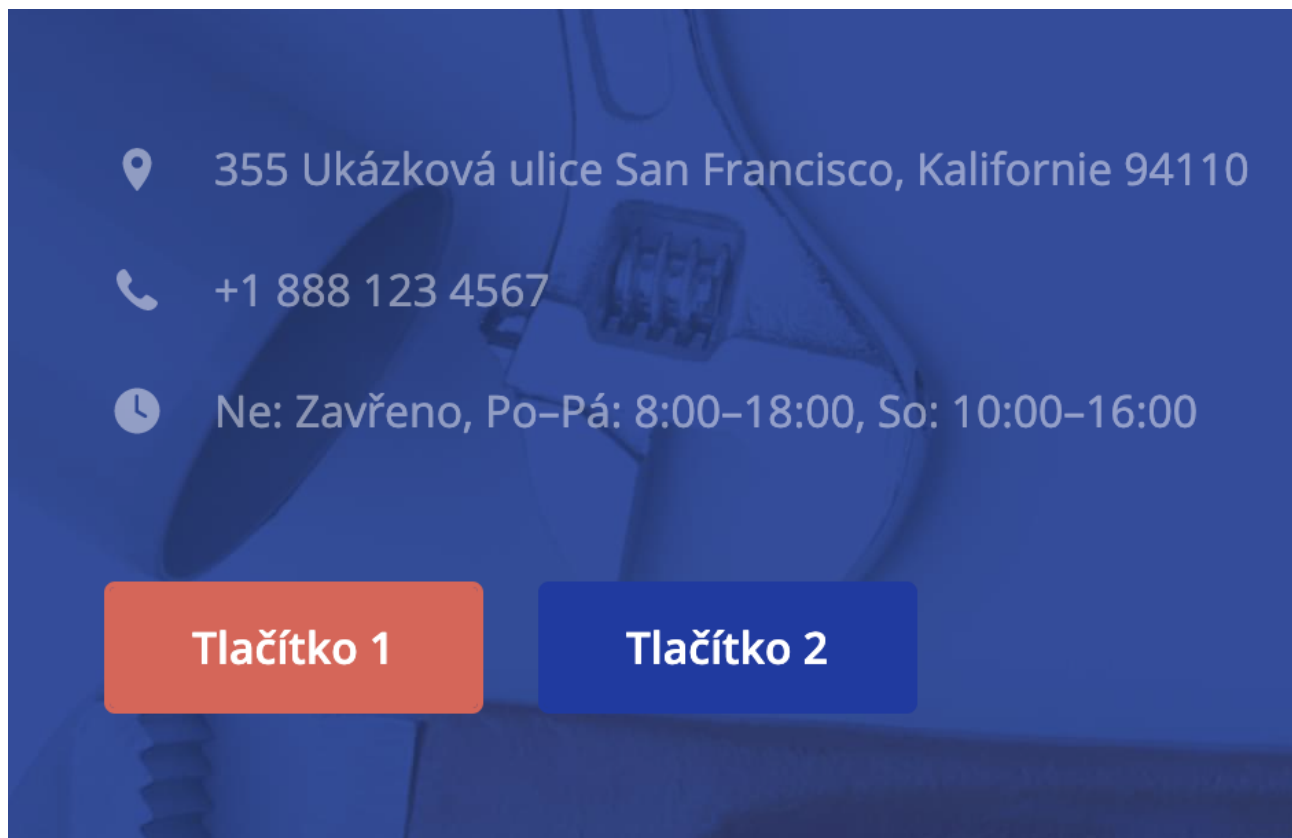 355 Ukázková ulice San Francisco, Kalifornie 94110
+1 888 123 4567
Ne: Zavřeno, Po–Pá: 8:00–18:00, So: 10:00–16:00
Tlačítko 1
Tlačítko 2